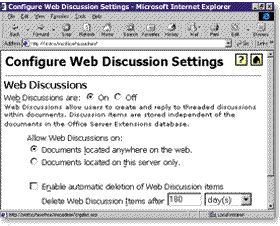 Configure Web Discussion Settings - Microsoft Internet Explorer
File Edit View Favorites Tools Help
Back Forward Stop Refresh Home Search Favorites History Mail Print
Address
Configure Web Discussion Settings
Web Discussions
Web Discussions are: On Off
Web Discussions allow users to create and reply to threaded discussions
within documents. Discussion items are stored independent of the
documents in the Office Server Extensions database.
Allow Web Discussions on:
Documents located anywhere on the web.
Documents located on this server only.
Enable automatic deletion of Web Discussion items
Delete Web Discussion Items after 180 day(s)
Local intranet